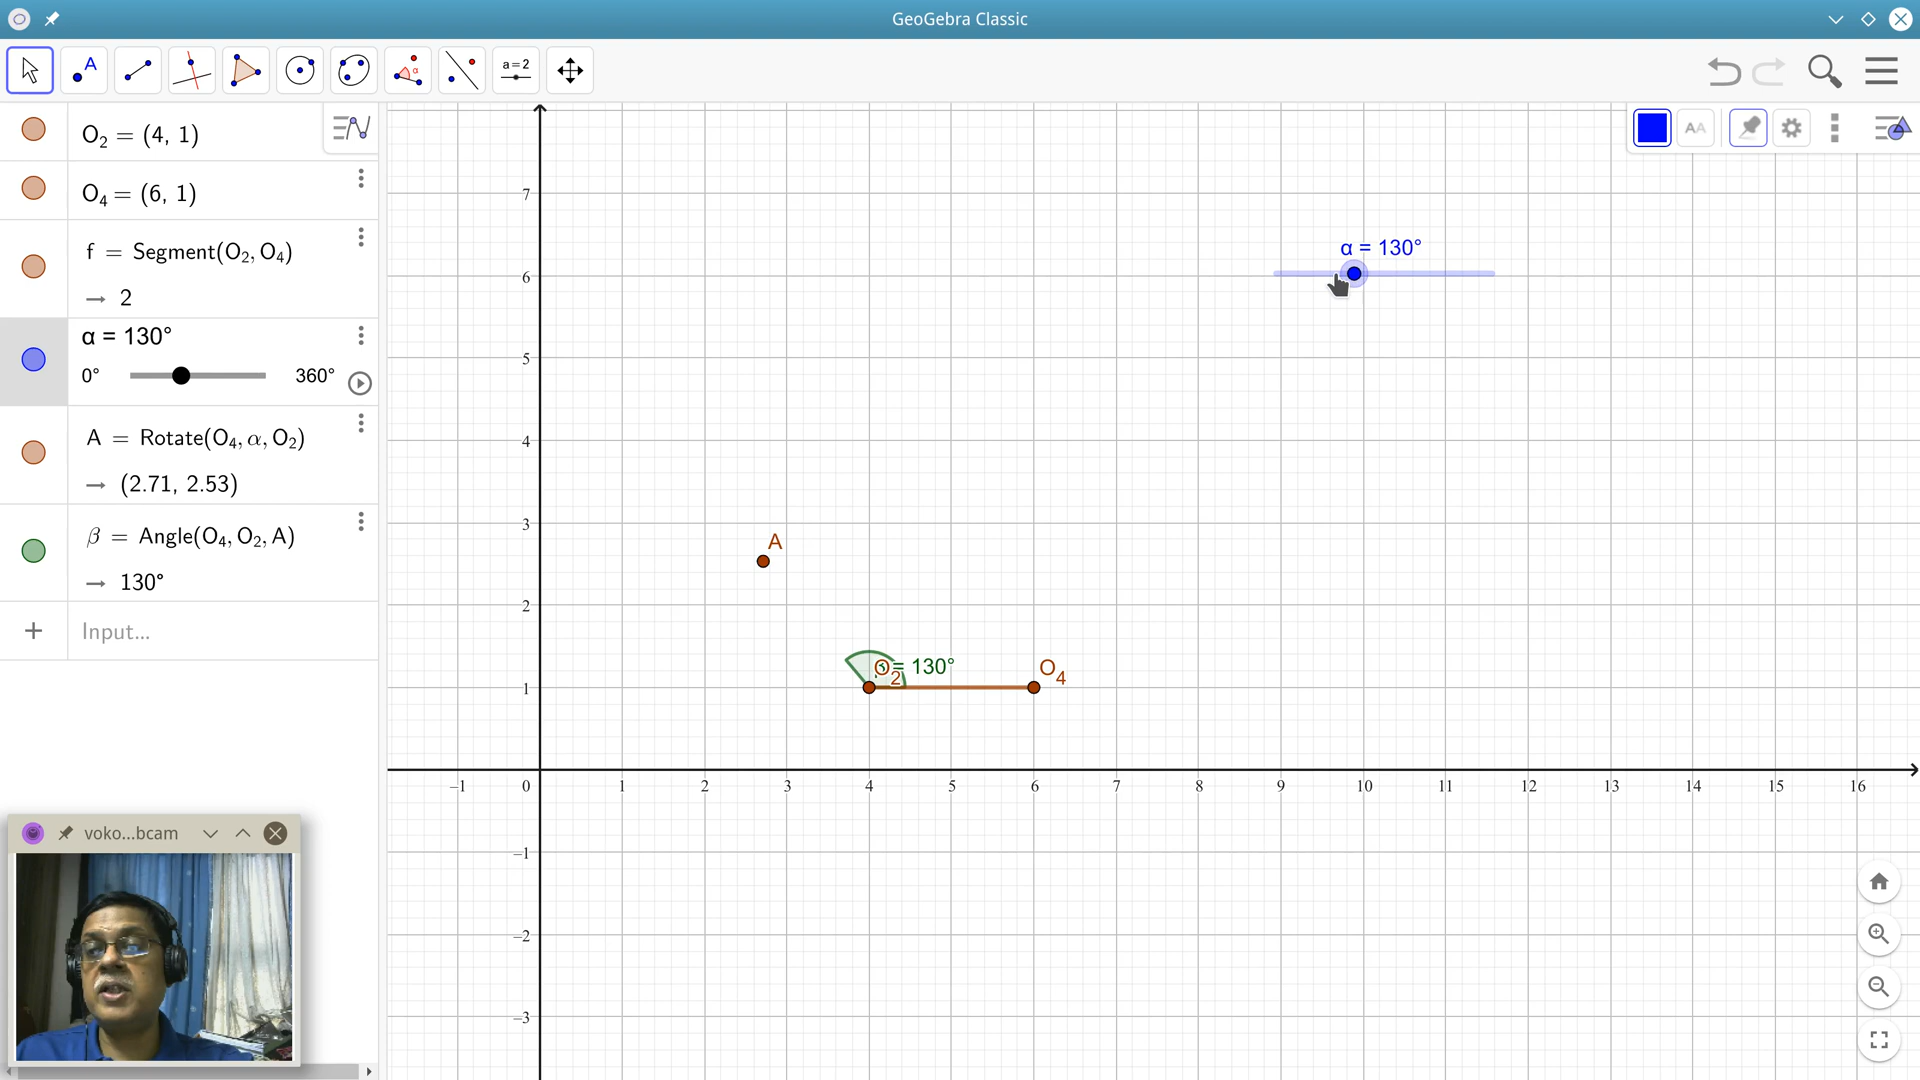 GeoGebra Classic
A
α
a = 2
AA
O₂ = (4, 1)
O₄ = (6, 1)
f = Segment(O₂, O₄)
→ 2
α = 130°
0° 360°
A = Rotate(O₄, α, O₂)
→ (2.71, 2.53)
β = Angle(O₄, O₂, A)
→ 130°
+ Input...
α = 130°
7
6
5
4
3
2
1
A
O₂ = 130°
O₄
–1 0 1 2 3 4 5 6 7 8 9 10 11 12 13 14 15 16
–1
–2
–3
voko...bcam